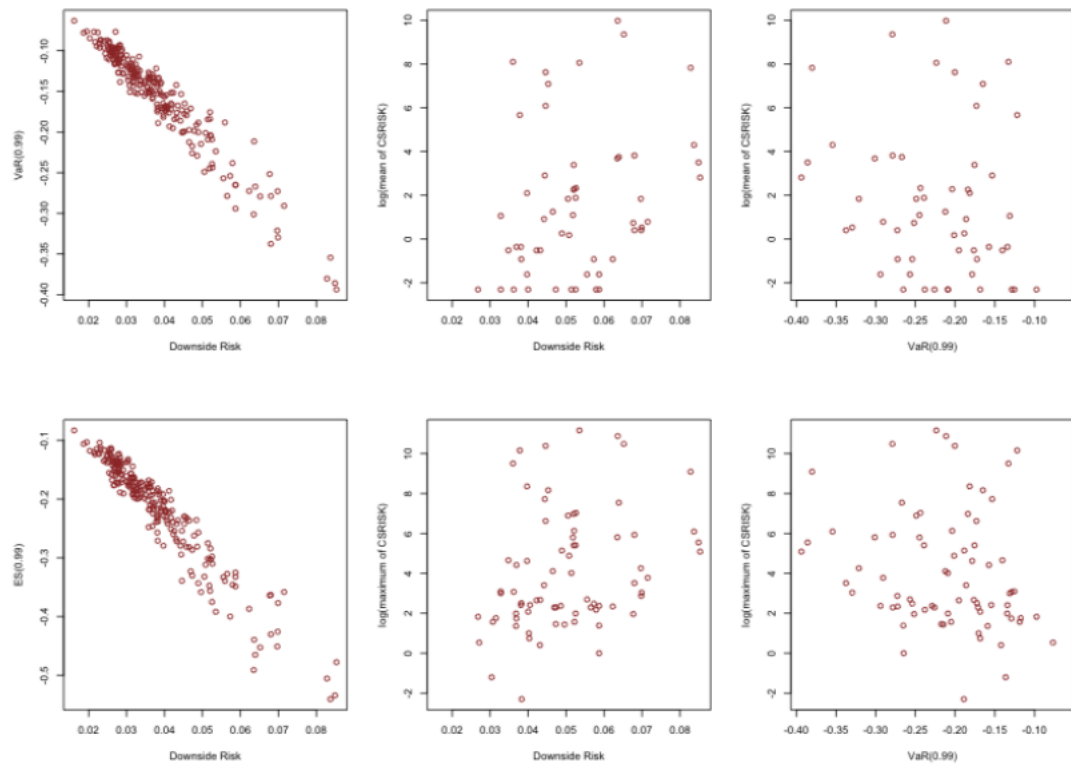 VaR(0.99)
-0.10
-0.15
-0.20
-0.25
-0.30
-0.35
-0.40
0.02 0.03 0.04 0.05 0.06 0.07 0.08
Downside Risk
log(mean of CSRISK)
10
8
6
4
2
0
-2
0.02 0.03 0.04 0.05 0.06 0.07 0.08
Downside Risk
log(mean of CSRISK)
10
8
6
4
2
0
-2
-0.40 -0.35 -0.30 -0.25 -0.20 -0.15 -0.10
VaR(0.99)
ES(0.99)
-0.1
-0.2
-0.3
-0.4
-0.5
0.02 0.03 0.04 0.05 0.06 0.07 0.08
Downside Risk
log(maximum of CSRISK)
10
8
6
4
2
0
-2
0.02 0.03 0.04 0.05 0.06 0.07 0.08
Downside Risk
log(maximum of CSRISK)
10
8
6
4
2
0
-2
-0.40 -0.35 -0.30 -0.25 -0.20 -0.15 -0.10
VaR(0.99)